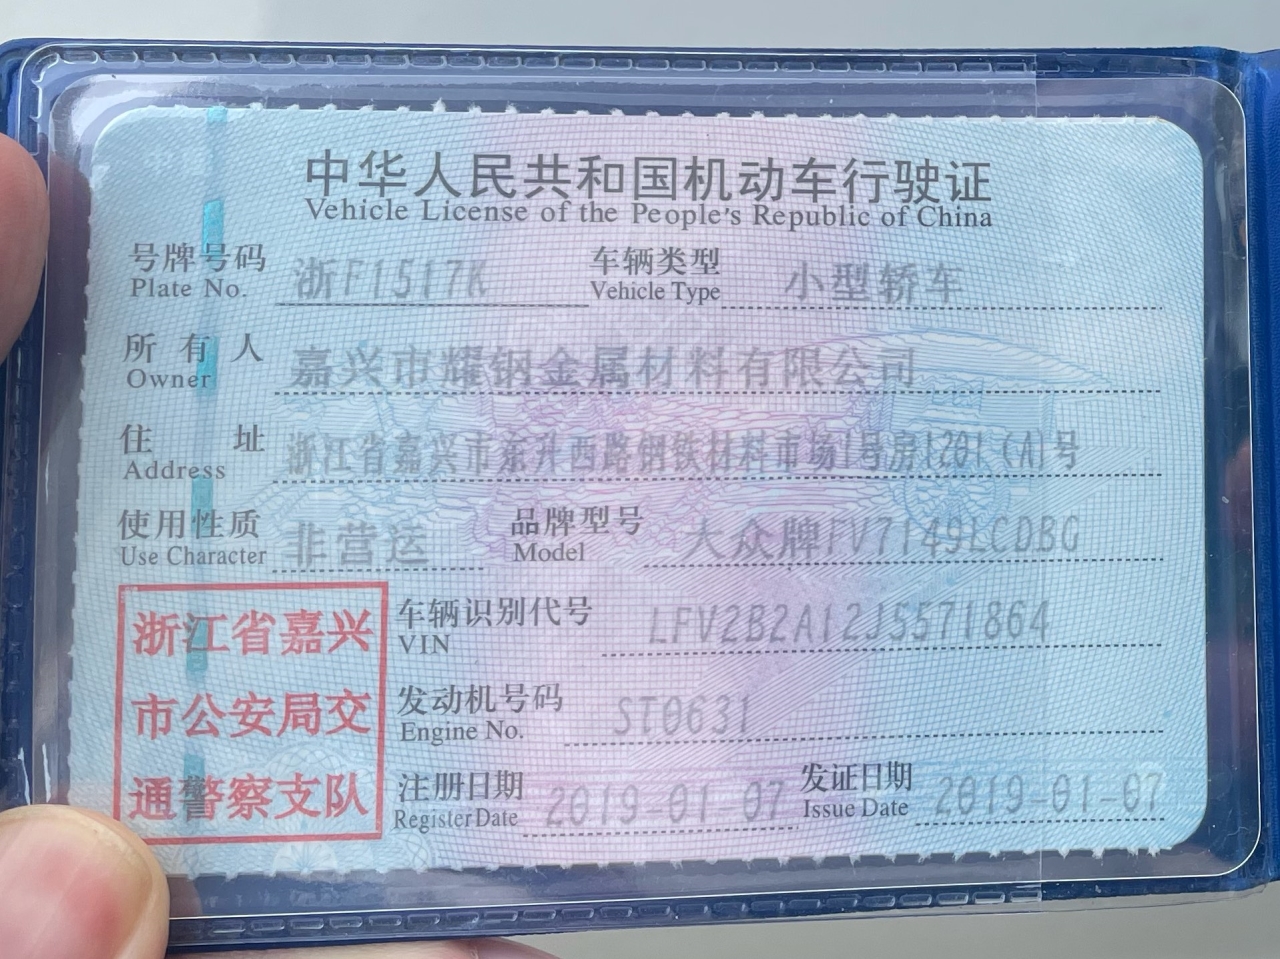 中华人民共和国机动车行驶证
Vehicle License of the People's Republic of China
号牌号码 浙F1517K 车辆类型 小型轿车
Plate No. Vehicle Type
所有人 嘉兴市耀钢金属材料有限公司
Owner
住址 浙江省嘉兴市东升西路钢铁材料市场1号房1201(A)号
Address
使用性质 非营运 品牌型号 大众牌FV7149LCDBG
Use Character Model
浙江省嘉兴
市公安局交
通警察支队
车辆识别代号 LFV2B2A12J5571864
VIN
发动机号码 ST0631
Engine No.
注册日期 2019-01-07 发证日期 2019-01-07
Register Date Issue Date